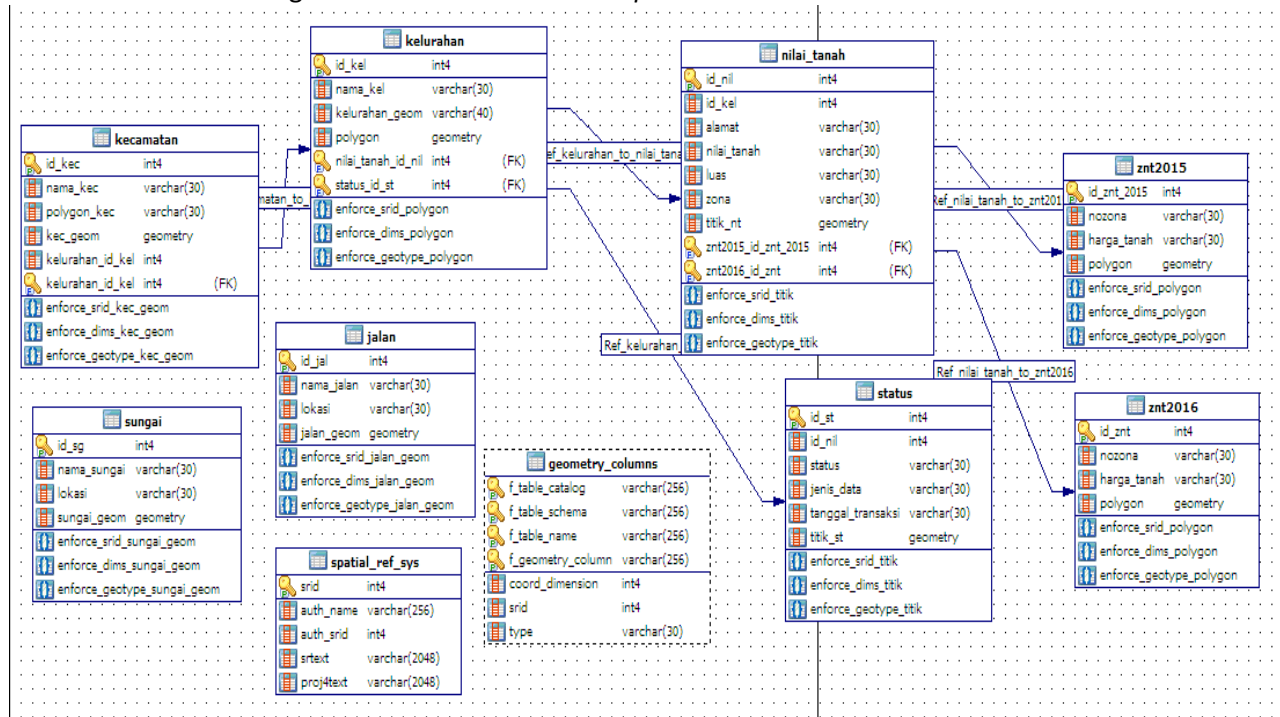 kecamatan
id_kec int4
nama_kec varchar(30)
polygon_kec varchar(30)
kec_geom geometry
kelurahan_id_kel int4
kelurahan_id_kel int4 (FK)
enforce_srid_kec_geom
enforce_dims_kec_geom
enforce_geotype_kec_geom
matan_to_
kelurahan
id_kel int4
nama_kel varchar(30)
kelurahan_geom varchar(40)
polygon geometry
nilai_tanah_id_nil int4 (FK)
status_id_st int4 (FK)
enforce_srid_polygon
enforce_dims_polygon
enforce_geotype_polygon
ef_kelurahan_to_nilai_tana
nilai_tanah
id_nil int4
id_kel int4
alamat varchar(30)
nilai_tanah varchar(30)
luas varchar(30)
zona varchar(30)
titik_nt geometry
znt2015_id_znt_2015 int4 (FK)
znt2016_id_znt int4 (FK)
enforce_srid_titik
enforce_dims_titik
enforce_geotype_titik
Ref_nilai_tanah_to_znt201
znt2015
id_znt_2015 int4
nozona varchar(30)
harga_tanah varchar(30)
polygon geometry
enforce_srid_polygon
enforce_dims_polygon
enforce_geotype_polygon
Ref_kelurahan_
Ref_nilai_tanah_to_znt2016
sungai
id_sg int4
nama_sungai varchar(30)
lokasi varchar(30)
sungai_geom geometry
enforce_srid_sungai_geom
enforce_dims_sungai_geom
enforce_geotype_sungai_geom
jalan
id_jal int4
nama_jalan varchar(30)
lokasi varchar(30)
jalan_geom geometry
enforce_srid_jalan_geom
enforce_dims_jalan_geom
enforce_geotype_jalan_geom
spatial_ref_sys
srid int4
auth_name varchar(256)
auth_srid int4
srtext varchar(2048)
proj4text varchar(2048)
geometry_columns
f_table_catalog varchar(256)
f_table_schema varchar(256)
f_table_name varchar(256)
f_geometry_column varchar(256)
coord_dimension int4
srid int4
type varchar(30)
status
id_st int4
id_nil int4
status varchar(30)
jenis_data varchar(30)
tanggal_transaksi varchar(30)
titik_st geometry
enforce_srid_titik
enforce_dims_titik
enforce_geotype_titik
znt2016
id_znt int4
nozona varchar(30)
harga_tanah varchar(30)
polygon geometry
enforce_srid_polygon
enforce_dims_polygon
enforce_geotype_polygon